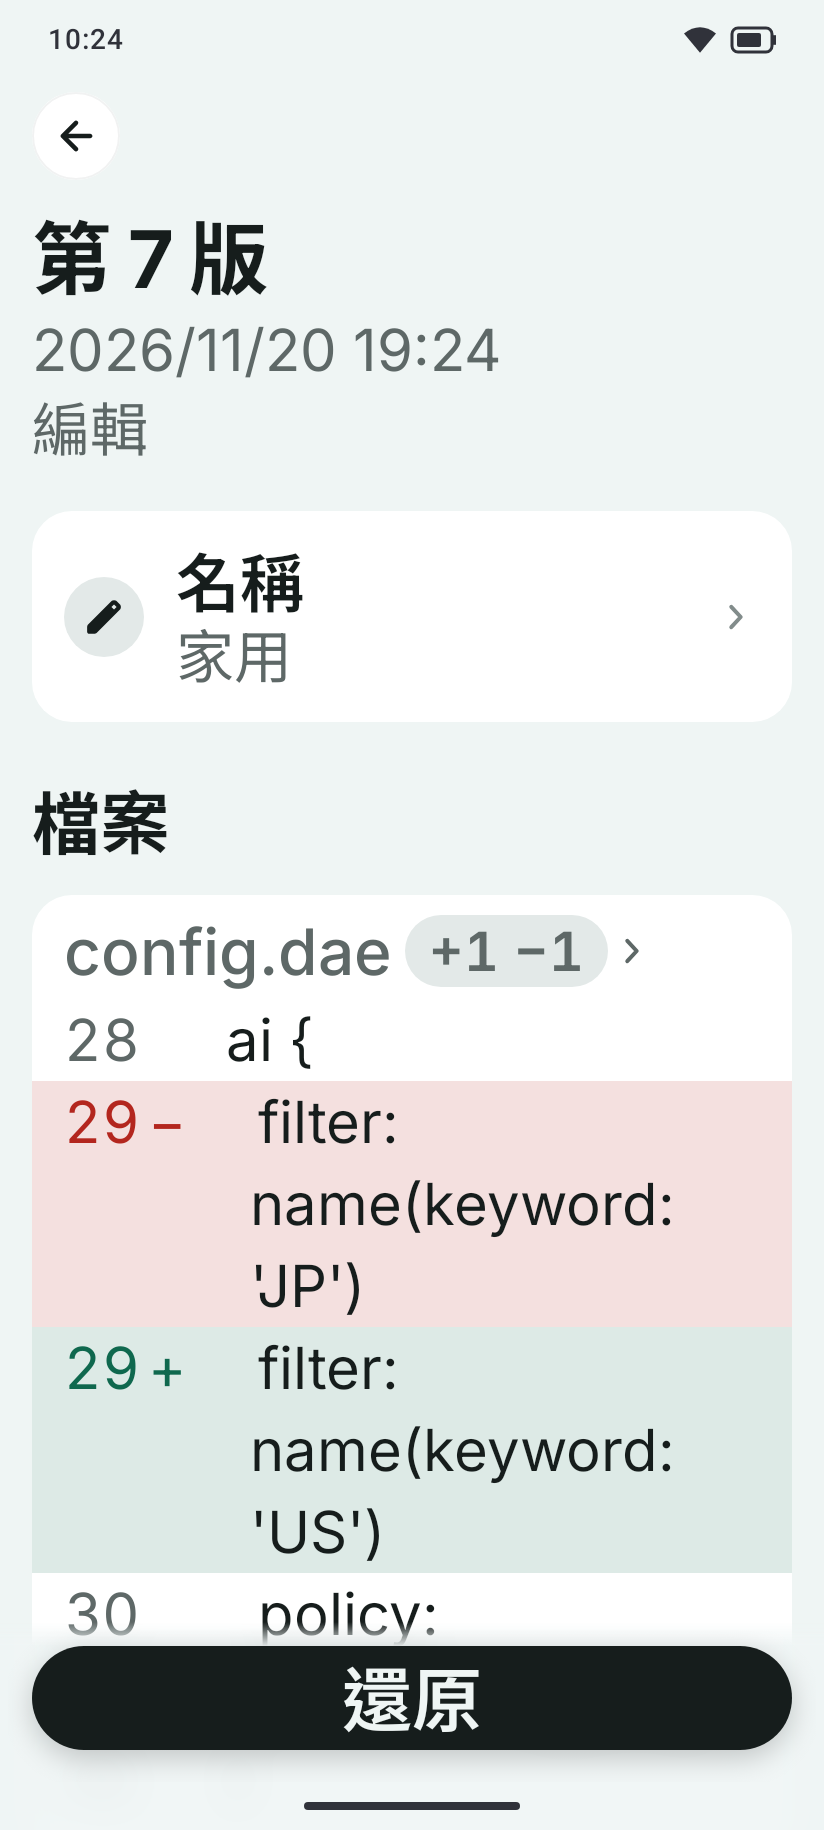 10:24
第 7 版
2026/11/20 19:24
編輯
名稱
家用
檔案
config.dae +1 −1
28 ai {
29 − filter:
name(keyword:
'JP')
29 + filter:
name(keyword:
'US')
30 policy:
還原